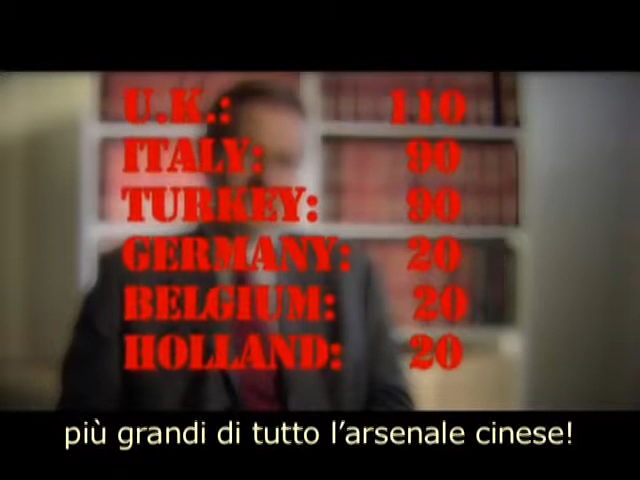 U.K.: 110
ITALY: 90
TURKEY: 90
GERMANY: 20
BELGIUM: 20
HOLLAND: 20
più grandi di tutto l'arsenale cinese!